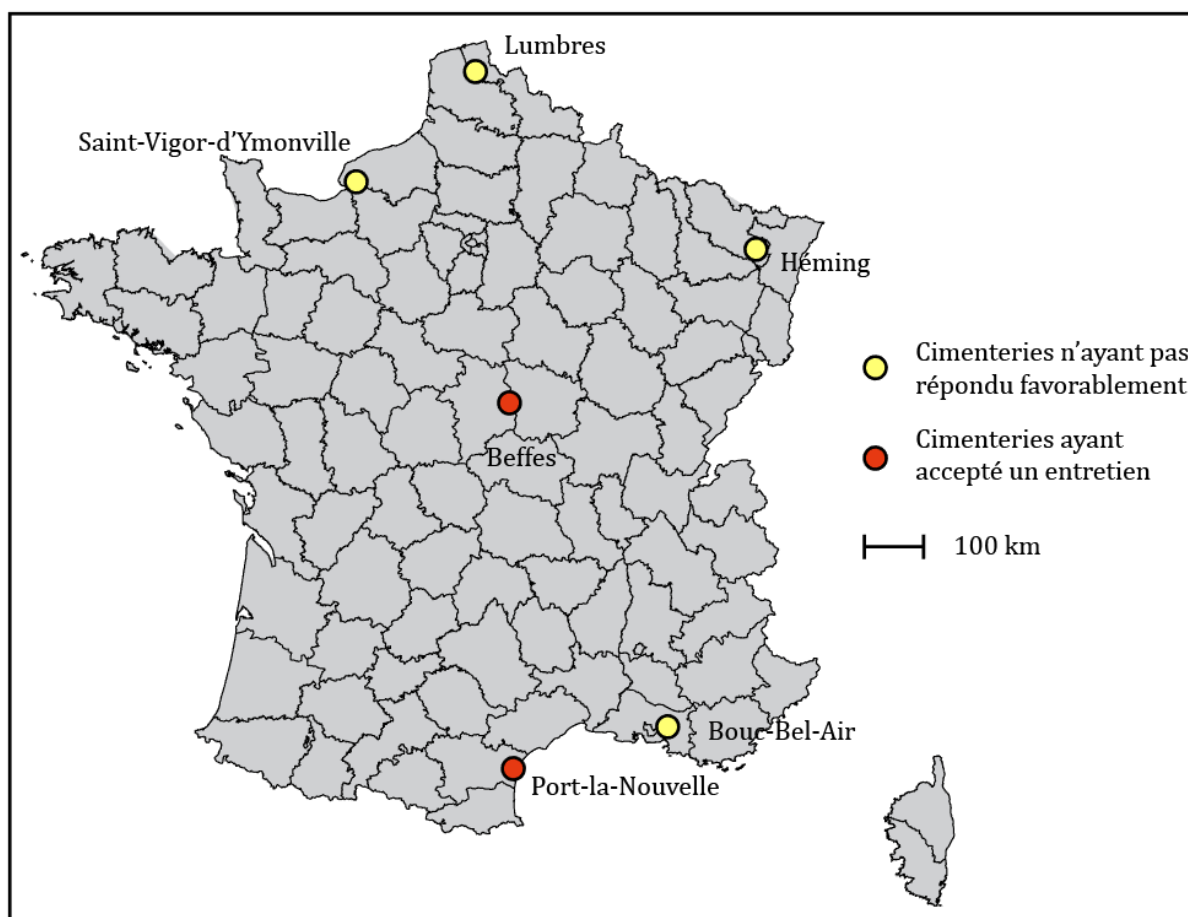 Lumbres
Saint-Vigor-d'Ymonville
Héming
Cimenteries n'ayant pas
répondu favorablement
Cimenteries ayant
accepté un entretien
Beffes
100 km
Bouc-Bel-Air
Port-la-Nouvelle